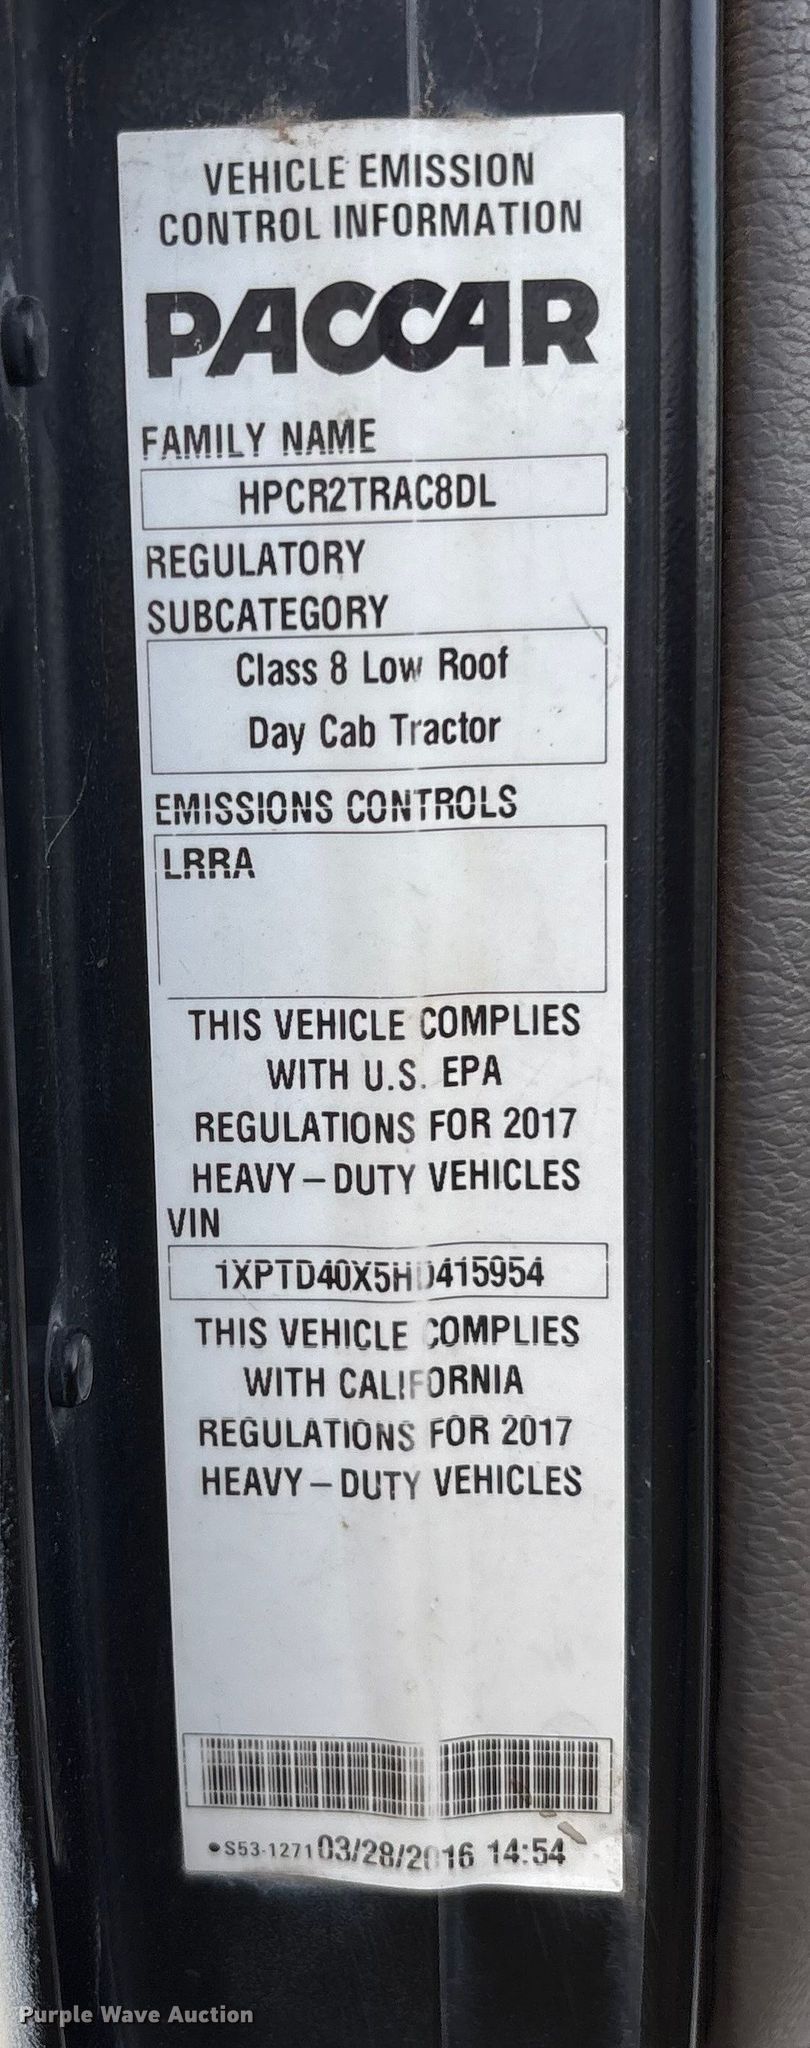 VEHICLE EMISSION
CONTROL INFORMATION
PACCAR
FAMILY NAME
HPCR2TRAC8DL
REGULATORY
SUBCATEGORY
Class 8 Low Roof
Day Cab Tractor
EMISSIONS CONTROLS
LRRA
THIS VEHICLE COMPLIES
WITH U.S. EPA
REGULATIONS FOR 2017
HEAVY-DUTY VEHICLES
VIN
1XPTD40X5HD415954
THIS VEHICLE COMPLIES
WITH CALIFORNIA
REGULATIONS FOR 2017
HEAVY-DUTY VEHICLES
•S53-1271 03/28/2016 14:54
Purple Wave Auction